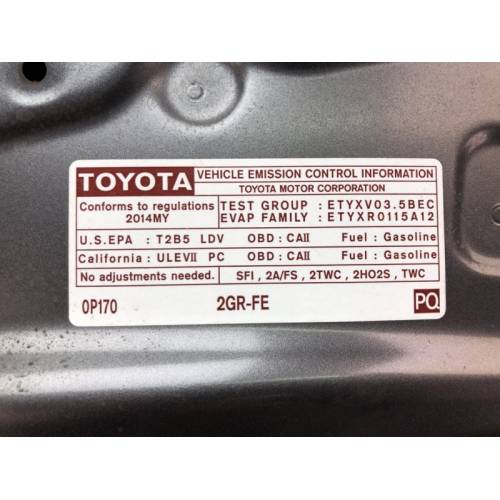 TOYOTA
VEHICLE EMISSION CONTROL INFORMATION
TOYOTA MOTOR CORPORATION
Conforms to regulations
2014MY
TEST GROUP : ETYXV03.5BEC
EVAP FAMILY : ETYXR0115A12
U.S.EPA : T2B5 LDV OBD : CAII Fuel : Gasoline
California : ULEVII PC OBD : CAII Fuel : Gasoline
No adjustments needed. SFI , 2A/FS , 2TWC , 2HO2S , TWC
0P170 2GR-FE PQ